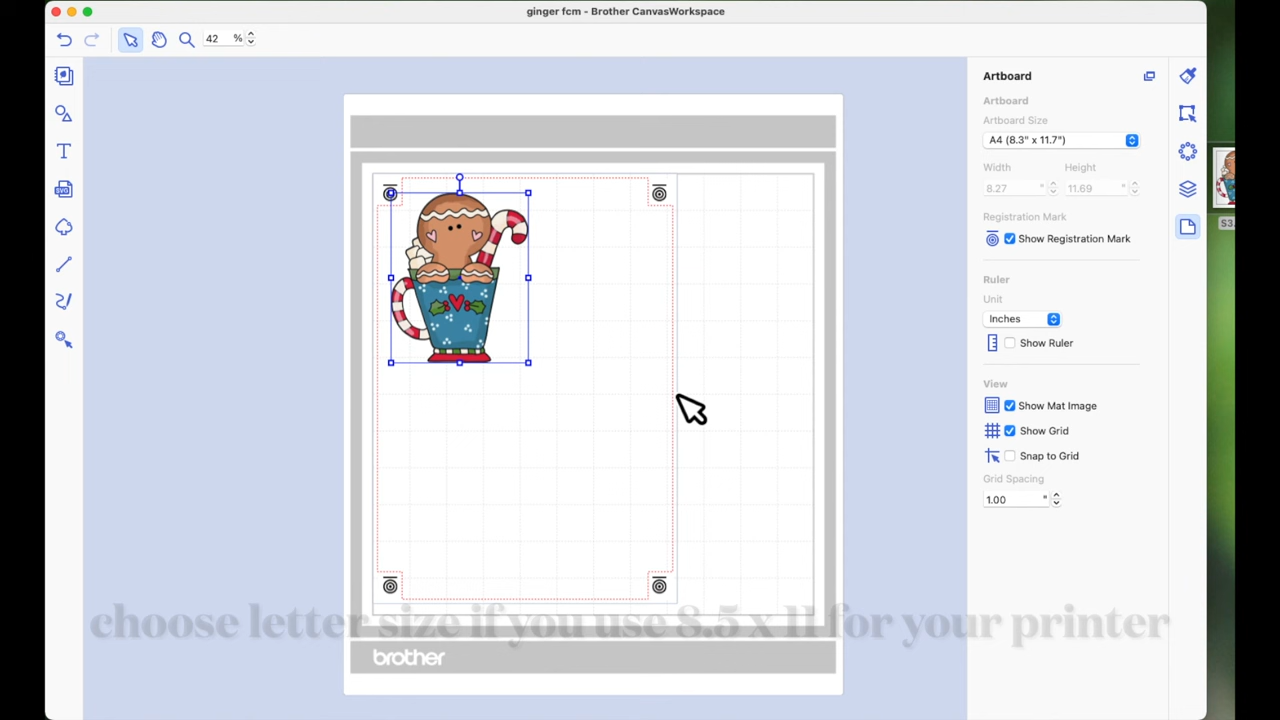 ginger fcm - Brother CanvasWorkspace
42 %
Artboard
Artboard
Artboard Size
A4 (8.3" x 11.7")
Width Height
8.27 " 11.69 "
Registration Mark
Show Registration Mark
Ruler
Unit
Inches
Show Ruler
View
Show Mat Image
Show Grid
Snap to Grid
Grid Spacing
1.00 "
T
SVG
S3.
choose letter size if you use 8.5 x 11 for your printer
brother